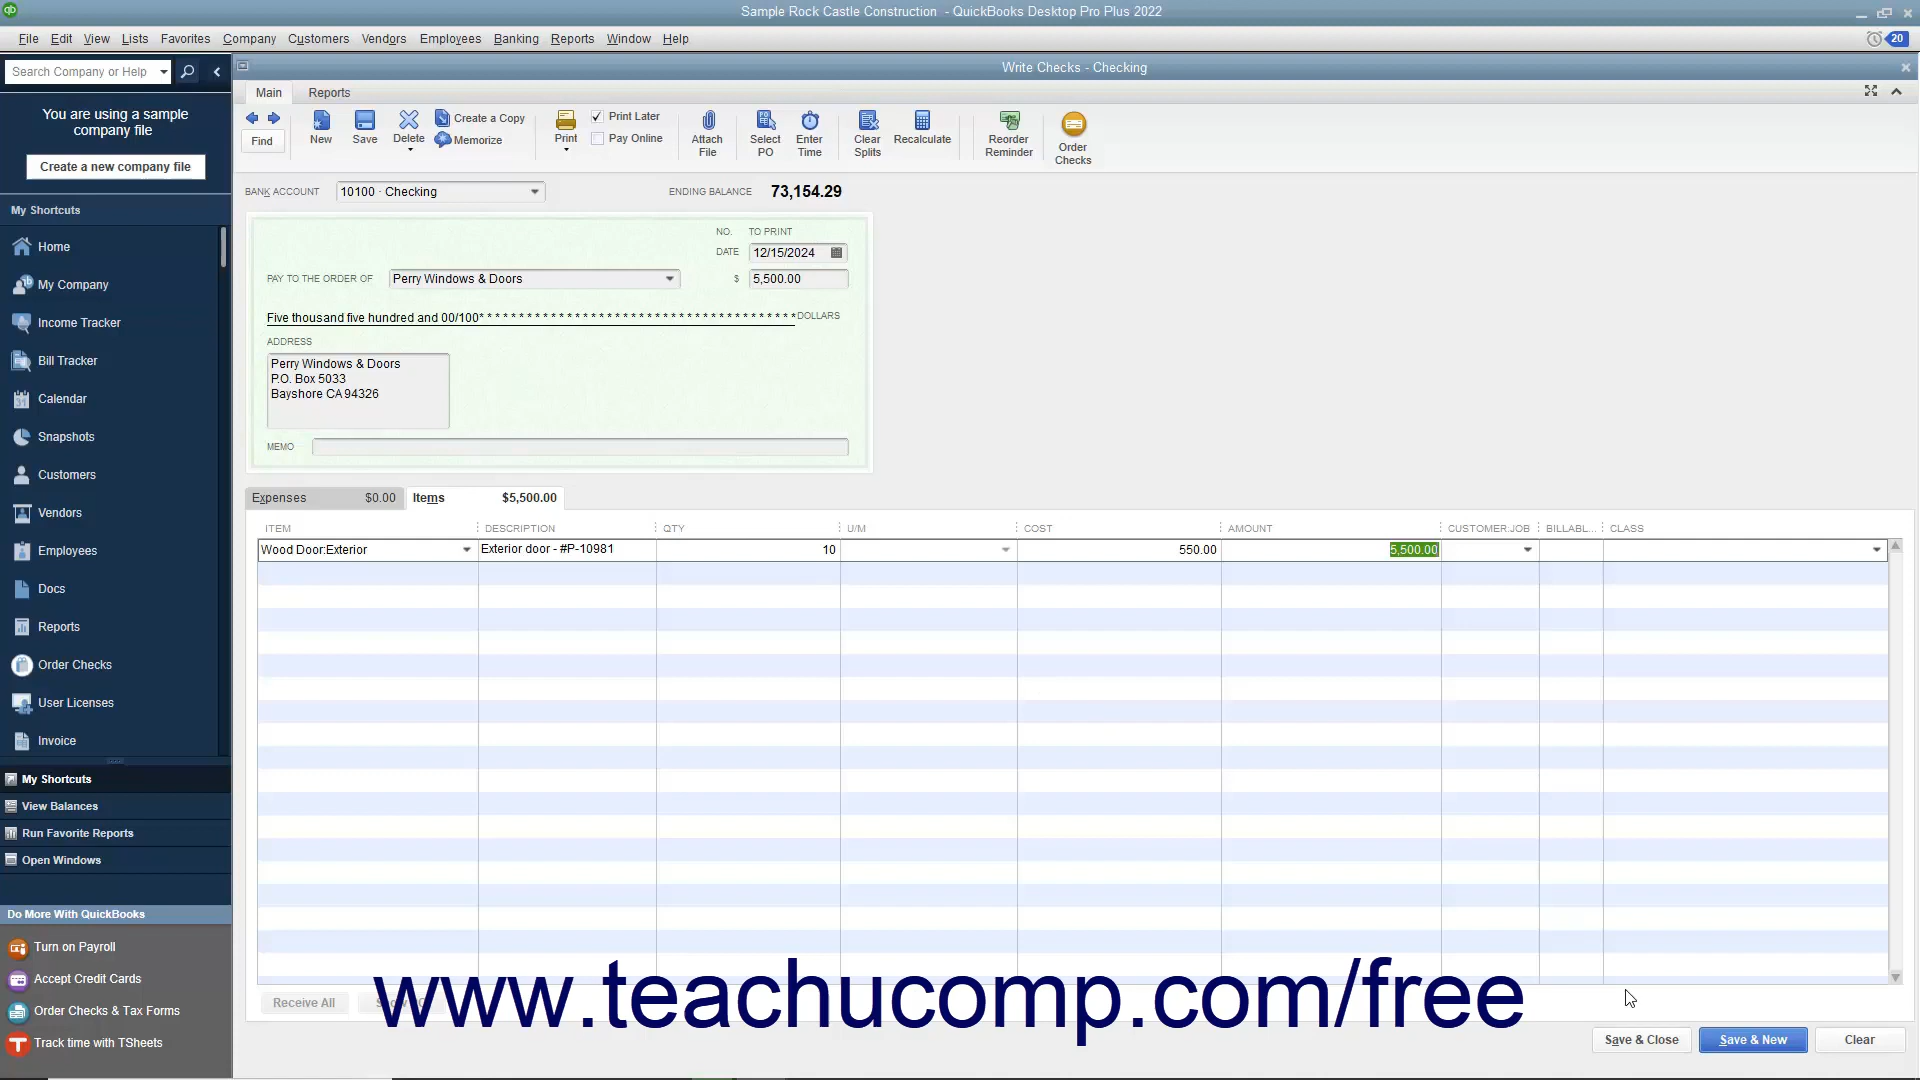 Sample Rock Castle Construction - QuickBooks Desktop Pro Plus 2022
File Edit View Lists Favorites Company Customers Vendors Employees Banking Reports Window Help
20
Search Company or Help
Write Checks - Checking
You are using a sample
company file
Create a new company file
My Shortcuts
Home
My Company
Income Tracker
Bill Tracker
Calendar
Snapshots
Customers
Vendors
Employees
Docs
Reports
Order Checks
User Licenses
Invoice
My Shortcuts
View Balances
Run Favorite Reports
Open Windows
Do More With QuickBooks
Turn on Payroll
Accept Credit Cards
Order Checks & Tax Forms
Track time with TSheets
Main Reports
Find
New
Save
Delete
Create a Copy
Memorize
Print
Print Later
Pay Online
Attach
File
Select
PO
Enter
Time
Clear
Splits
Recalculate
Reorder
Reminder
Order
Checks
BANK ACCOUNT 10100 · Checking ENDING BALANCE 73,154.29
NO. TO PRINT
DATE 12/15/2024
PAY TO THE ORDER OF Perry Windows & Doors $ 5,500.00
Five thousand five hundred and 00/100* * * * * * * * * * * * * * * * * * * * * * * * * * * * * * * * * * * * * * * DOLLARS
ADDRESS
Perry Windows & Doors
P.O. Box 5033
Bayshore CA 94326
MEMO
Expenses $0.00 Items $5,500.00
ITEM DESCRIPTION QTY U/M COST AMOUNT CUSTOMER:JOB BILLABL... CLASS
Wood Door:Exterior Exterior door - #P-10981 10 550.00 5,500.00
Receive All
www.teachucomp.com/free
Save & Close Save & New Clear